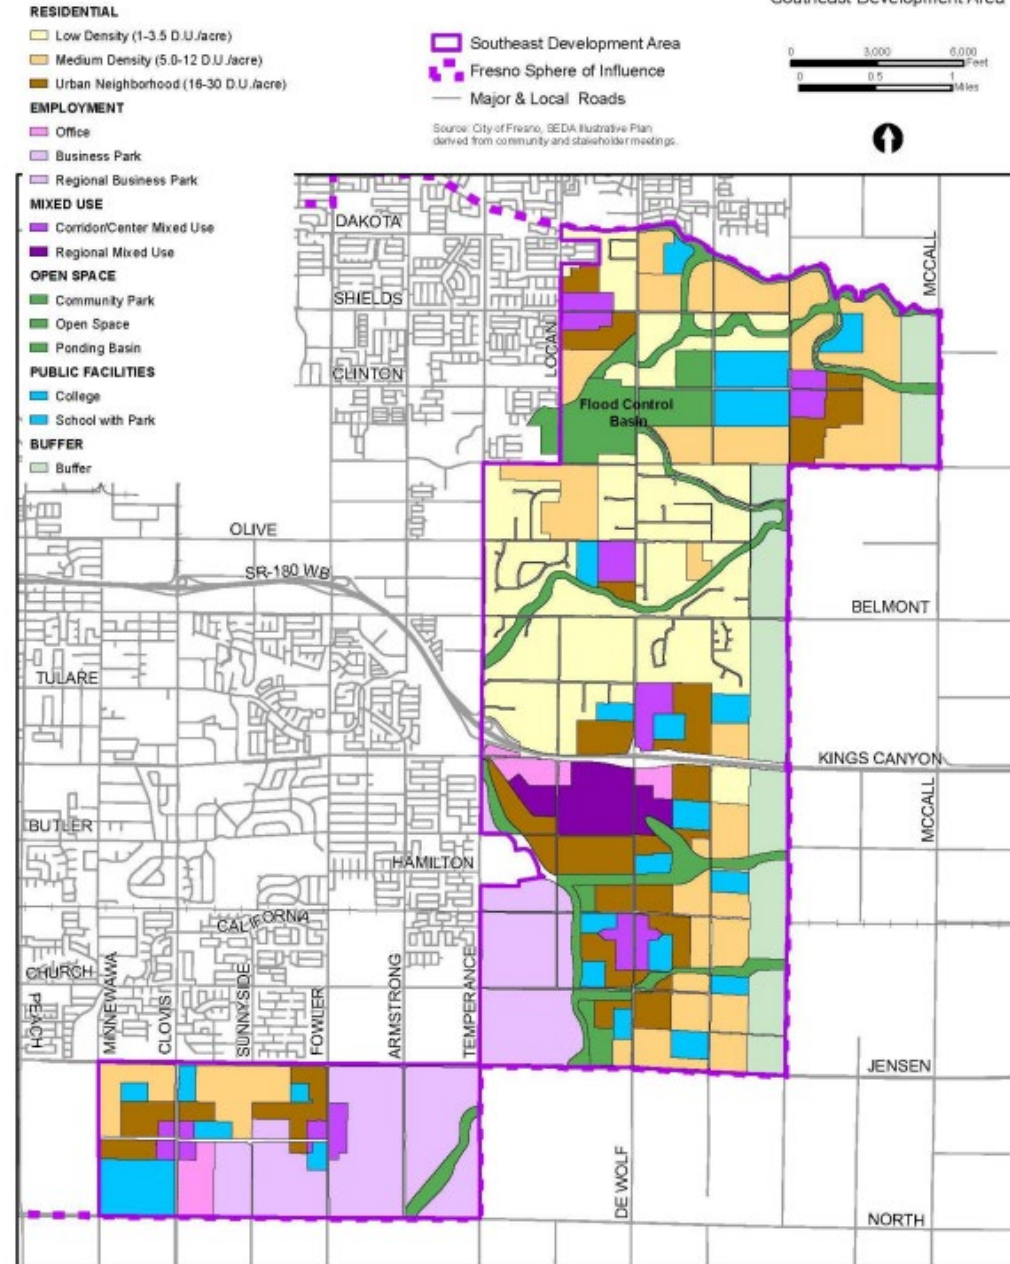 Southeast Development Area
RESIDENTIAL
Low Density (1-3.5 D.U./acre)
Medium Density (5.0-12 D.U./acre)
Urban Neighborhood (16-30 D.U./acre)
EMPLOYMENT
Office
Business Park
Regional Business Park
MIXED USE
Corridor/Center Mixed Use
Regional Mixed Use
OPEN SPACE
Community Park
Open Space
Ponding Basin
PUBLIC FACILITIES
College
School with Park
BUFFER
Buffer
Southeast Development Area
Fresno Sphere of Influence
Major & Local Roads
Source: City of Fresno, SEDA Illustrative Plan
derived from community and stakeholder meetings.
0 3,000 6,000
Feet
0 0.5 1
Miles
DAKOTA
SHIELDS
CLINTON
LOCAN
MCCALL
Flood Control
Basin
OLIVE
SR-180 WB
BELMONT
TULARE
KINGS CANYON
BUTLER
HAMILTON
MCCALL
CALIFORNIA
CHURCH
PEACH
MINNEWAWA
CLOVIS
SUNNYSIDE
FOWLER
ARMSTRONG
TEMPERANCE
JENSEN
DE WOLF
NORTH